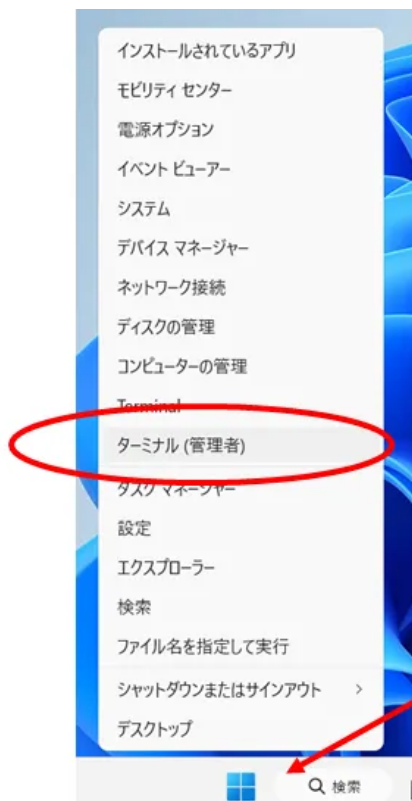 インストールされているアプリ
モビリティ センター
電源オプション
イベント ビューアー
システム
デバイス マネージャー
ネットワーク接続
ディスクの管理
コンピューターの管理
Terminal
ターミナル (管理者)
タスク マネージャー
設定
エクスプローラー
検索
ファイル名を指定して実行
シャットダウンまたはサインアウト
デスクトップ
検索